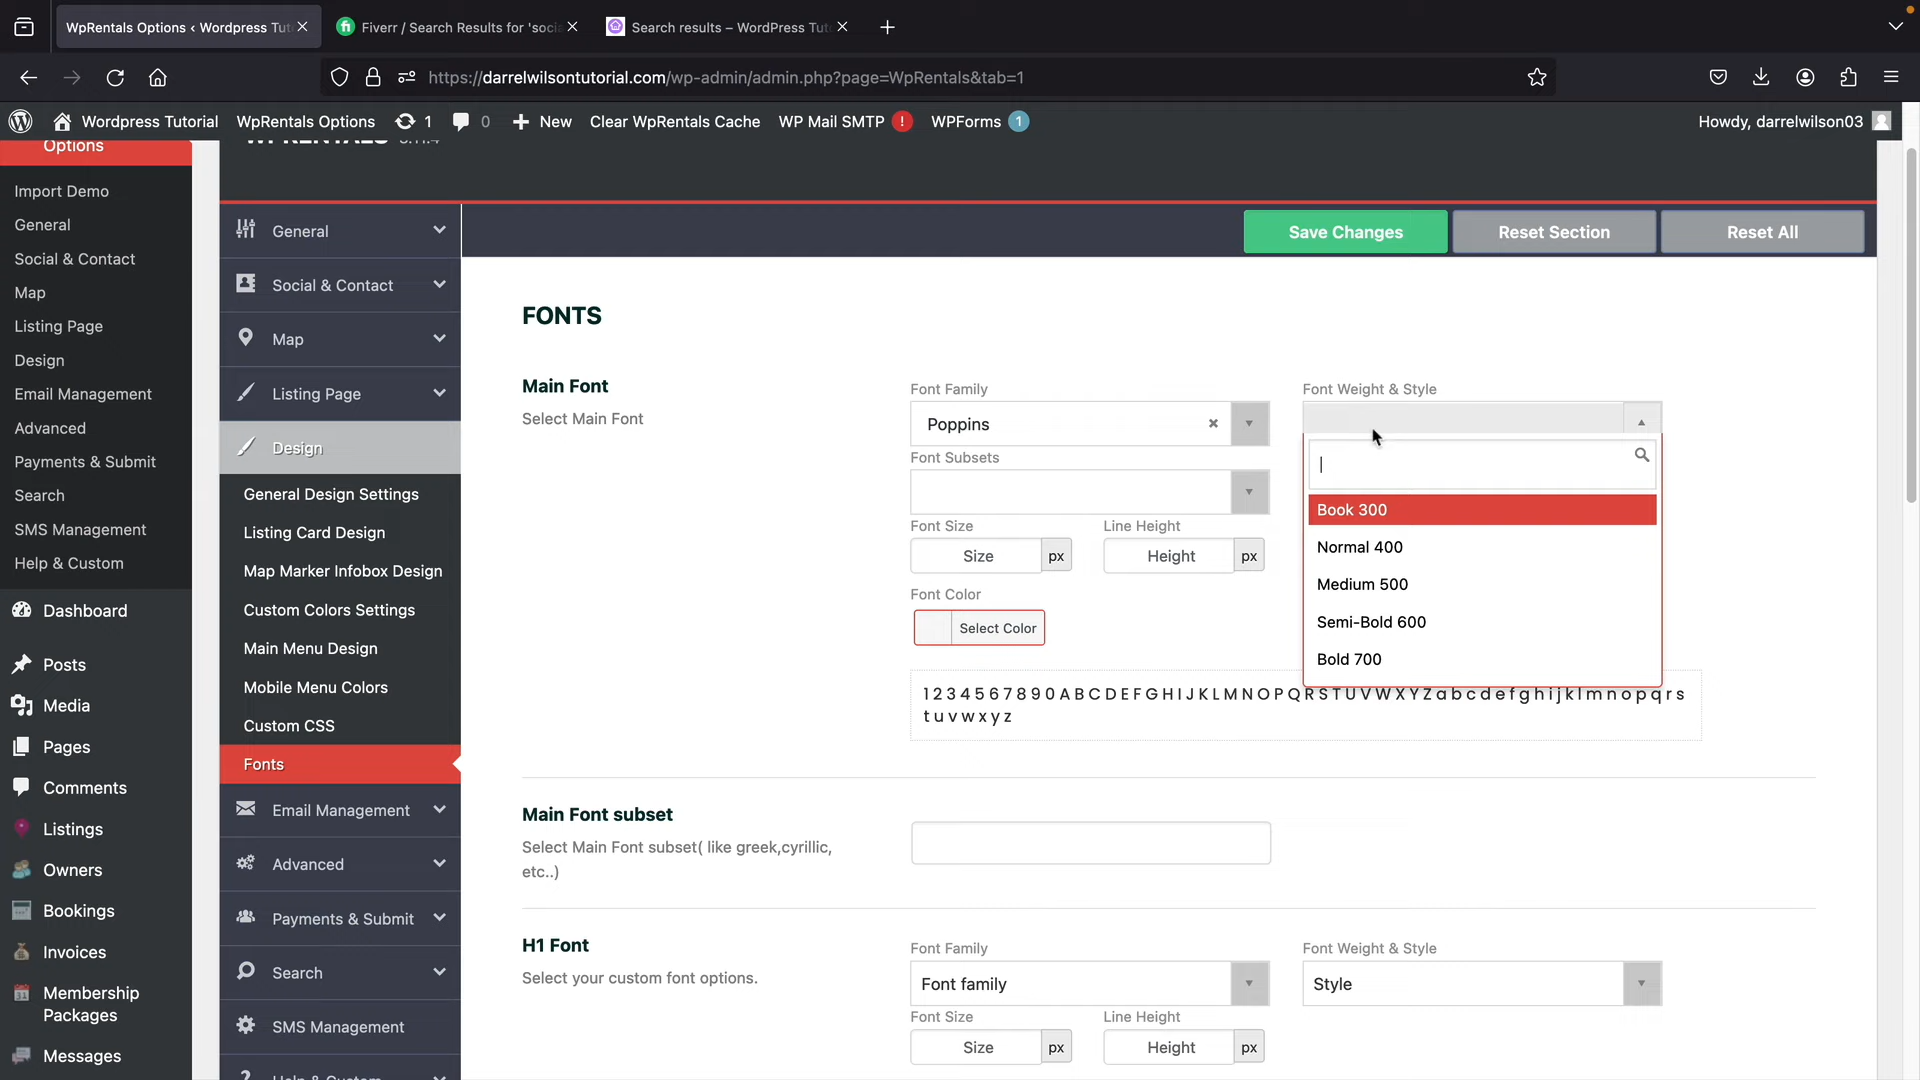 WpRentals Options ‹ Wordpress Tut
Fiverr / Search Results for 'socia
Search results – WordPress Tut
https://darrelwilsontutorial.com/wp-admin/admin.php?page=WpRentals&tab=1
Wordpress Tutorial
WpRentals Options
1
0
New
Clear WpRentals Cache
WP Mail SMTP !
WPForms 1
Howdy, darrelwilson03
Options
Import Demo
General
Social & Contact
Map
Listing Page
Design
Email Management
Advanced
Payments & Submit
Search
SMS Management
Help & Custom
Dashboard
Posts
Media
Pages
Comments
Listings
Owners
Bookings
Invoices
Membership
Packages
Messages
WPRENTALS 3.11.4
General
Social & Contact
Map
Listing Page
Design
General Design Settings
Listing Card Design
Map Marker Infobox Design
Custom Colors Settings
Main Menu Design
Mobile Menu Colors
Custom CSS
Fonts
Email Management
Advanced
Payments & Submit
Search
SMS Management
Help & Custom
Save Changes
Reset Section
Reset All
FONTS
Main Font
Select Main Font
Font Family
Poppins
Font Subsets
Font Size
Line Height
Size px
Height px
Font Color
Select Color
Font Weight & Style
Book 300
Normal 400
Medium 500
Semi-Bold 600
Bold 700
1 2 3 4 5 6 7 8 9 0 A B C D E F G H I J K L M N O P Q R S T U V W X Y Z a b c d e f g h i j k l m n o p q r s
t u v w x y z
Main Font subset
Select Main Font subset( like greek,cyrillic,
etc..)
H1 Font
Select your custom font options.
Font Family
Font family
Font Weight & Style
Style
Font Size
Line Height
Size px
Height px